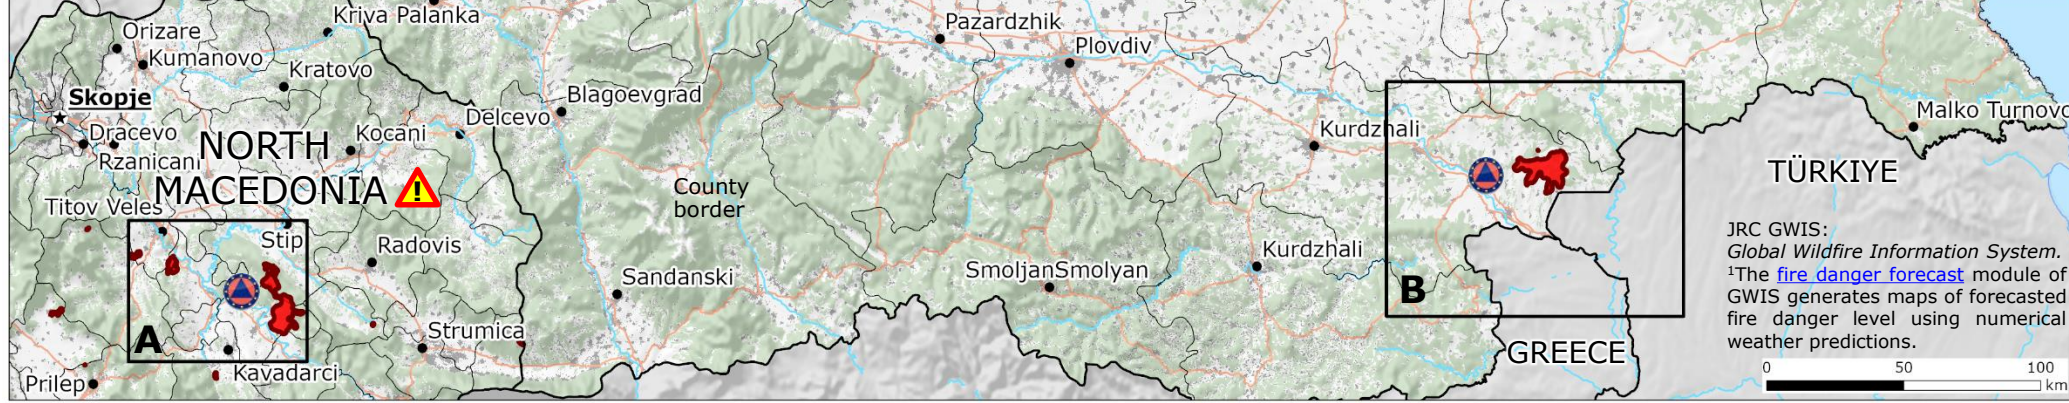 Kriva Palanka
Orizare
Kumanovo
Kratovo
Skopje
Dracevo
Rzanicani
NORTH
MACEDONIA
!
Kocani
Delcevo
Blagoevgrad
Titov Veles
Stip
Radovis
A
Strumica
Kavadarci
Prilep
County
border
Sandanski
Pazardzhik
Plovdiv
SmoljanSmolyan
Kurdzhali
Kurdzhali
B
GREECE
Malko Turnovo
TÜRKIYE
JRC GWIS:
Global Wildfire Information System.
¹The fire danger forecast module of
GWIS generates maps of forecasted
fire danger level using numerical
weather predictions.
0 50 100
km